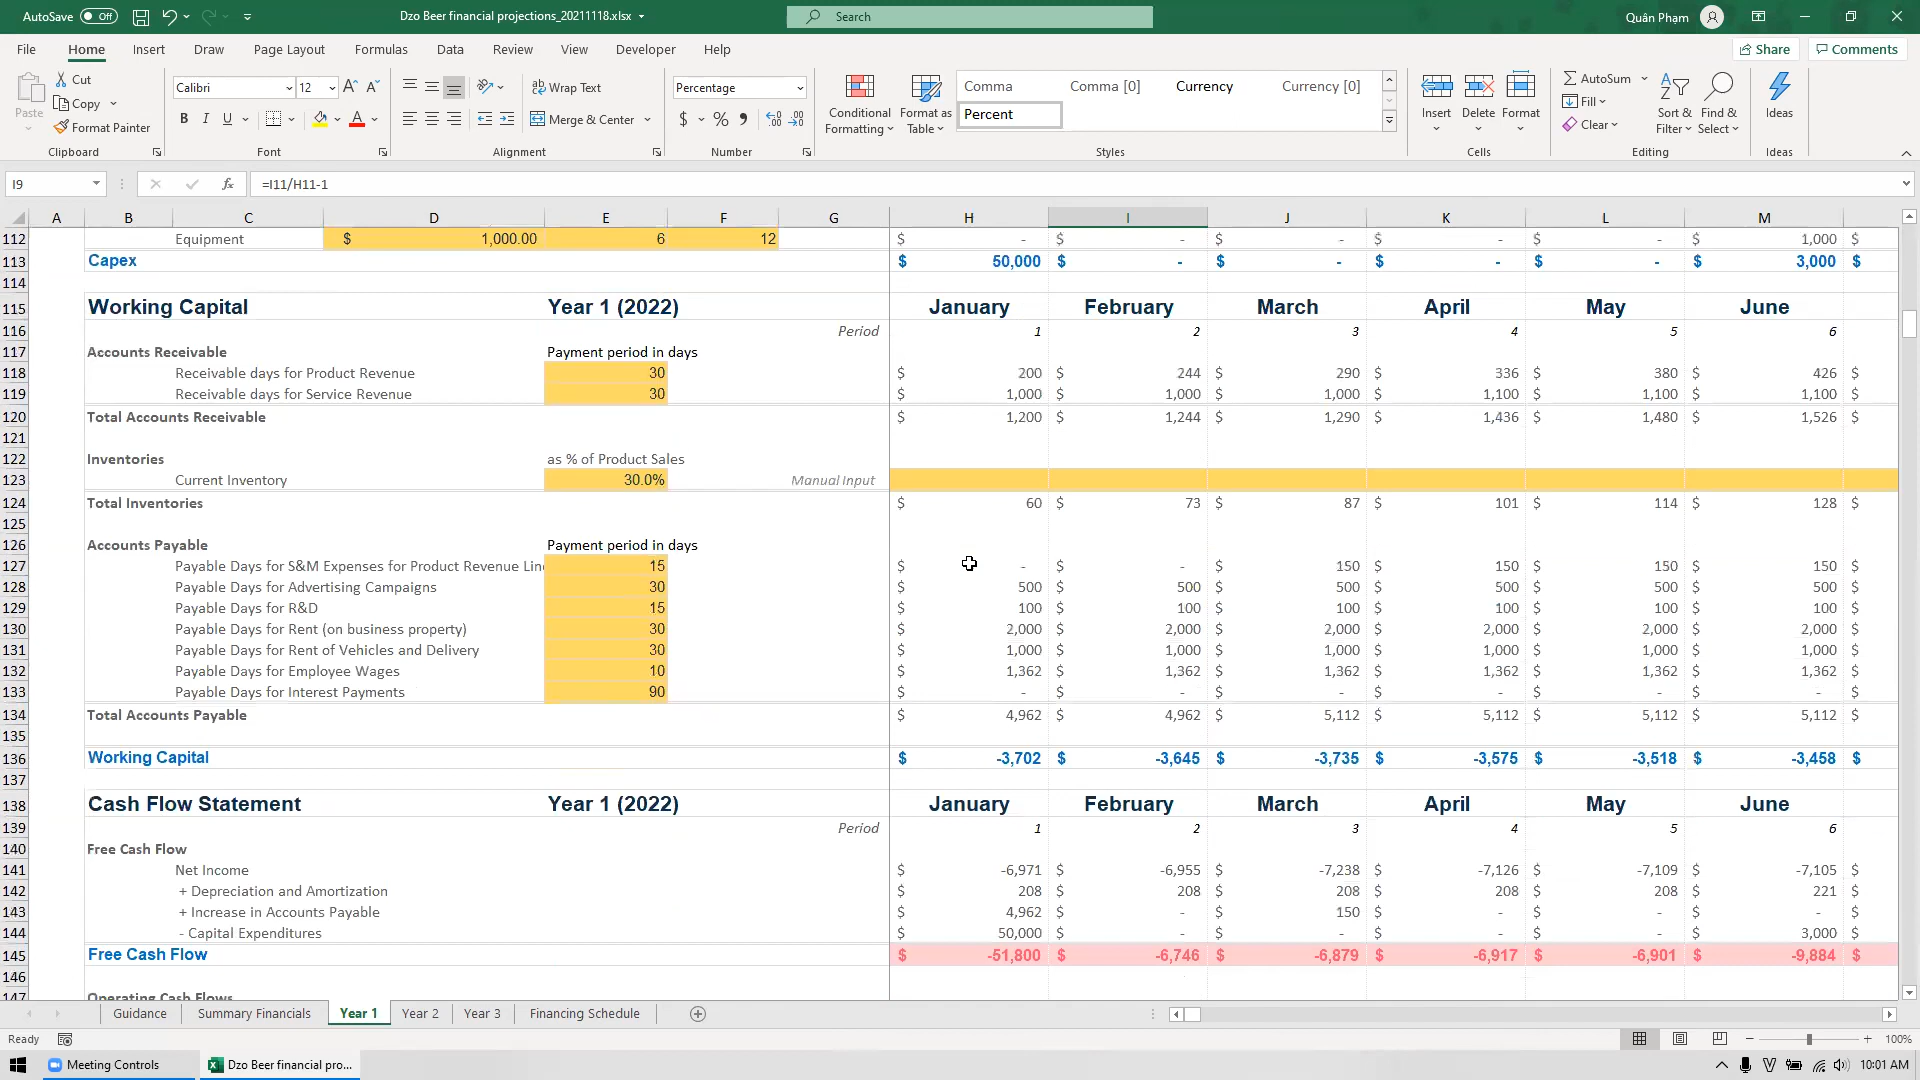 AutoSave Off Dzo Beer financial projections_20211118.xlsx Search Quân Phạm
File Home Insert Draw Page Layout Formulas Data Review View Developer Help Share Comments
Paste Cut Copy Format Painter Clipboard
Calibri 12 B I U A Font
Wrap Text Merge & Center Alignment
Percentage $ % Number
Conditional Formatting Format as Table Comma Comma [0] Currency Currency [0] Percent Styles
Insert Delete Format Cells
AutoSum Fill Clear Sort & Filter Find & Select Editing
Ideas Ideas
I9 fx =I11/H11-1
A B C D E F G H I J K L M
112 Equipment $ 1,000.00 6 12 $ - $ - $ - $ - $ - $ 1,000 $
113 Capex $ 50,000 $ - $ - $ - $ - $ 3,000 $
114
115 Working Capital Year 1 (2022) January February March April May June
116 Period 1 2 3 4 5 6
117 Accounts Receivable Payment period in days
118 Receivable days for Product Revenue 30 $ 200 $ 244 $ 290 $ 336 $ 380 $ 426 $
119 Receivable days for Service Revenue 30 $ 1,000 $ 1,000 $ 1,000 $ 1,100 $ 1,100 $ 1,100 $
120 Total Accounts Receivable $ 1,200 $ 1,244 $ 1,290 $ 1,436 $ 1,480 $ 1,526 $
121
122 Inventories as % of Product Sales
123 Current Inventory 30.0% Manual Input
124 Total Inventories $ 60 $ 73 $ 87 $ 101 $ 114 $ 128 $
125
126 Accounts Payable Payment period in days
127 Payable Days for S&M Expenses for Product Revenue Lin 15 $ - $ - $ 150 $ 150 $ 150 $ 150 $
128 Payable Days for Advertising Campaigns 30 $ 500 $ 500 $ 500 $ 500 $ 500 $ 500 $
129 Payable Days for R&D 15 $ 100 $ 100 $ 100 $ 100 $ 100 $ 100 $
130 Payable Days for Rent (on business property) 30 $ 2,000 $ 2,000 $ 2,000 $ 2,000 $ 2,000 $ 2,000 $
131 Payable Days for Rent of Vehicles and Delivery 30 $ 1,000 $ 1,000 $ 1,000 $ 1,000 $ 1,000 $ 1,000 $
132 Payable Days for Employee Wages 10 $ 1,362 $ 1,362 $ 1,362 $ 1,362 $ 1,362 $ 1,362 $
133 Payable Days for Interest Payments 90 $ - $ - $ - $ - $ - $ - $
134 Total Accounts Payable $ 4,962 $ 4,962 $ 5,112 $ 5,112 $ 5,112 $ 5,112 $
135
136 Working Capital $ -3,702 $ -3,645 $ -3,735 $ -3,575 $ -3,518 $ -3,458 $
137
138 Cash Flow Statement Year 1 (2022) January February March April May June
139 Period 1 2 3 4 5 6
140 Free Cash Flow
141 Net Income $ -6,971 $ -6,955 $ -7,238 $ -7,126 $ -7,109 $ -7,105 $
142 + Depreciation and Amortization $ 208 $ 208 $ 208 $ 208 $ 208 $ 221 $
143 + Increase in Accounts Payable $ 4,962 $ - $ 150 $ - $ - $ - $
144 - Capital Expenditures $ 50,000 $ - $ - $ - $ - $ 3,000 $
145 Free Cash Flow $ -51,800 $ -6,746 $ -6,879 $ -6,917 $ -6,901 $ -9,884 $
146
147 Operating Cash Flows
Guidance Summary Financials Year 1 Year 2 Year 3 Financing Schedule
Ready 100%
Meeting Controls Dzo Beer financial pro... 10:01 AM